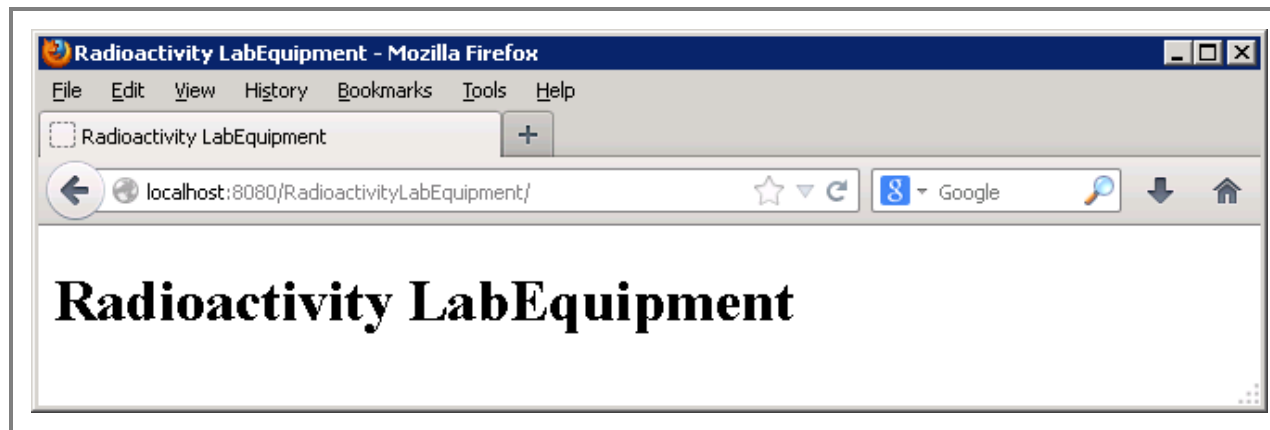 Radioactivity LabEquipment - Mozilla Firefox
File Edit View History Bookmarks Tools Help
Radioactivity LabEquipment +
localhost:8080/RadioactivityLabEquipment/ 8 Google
Radioactivity LabEquipment